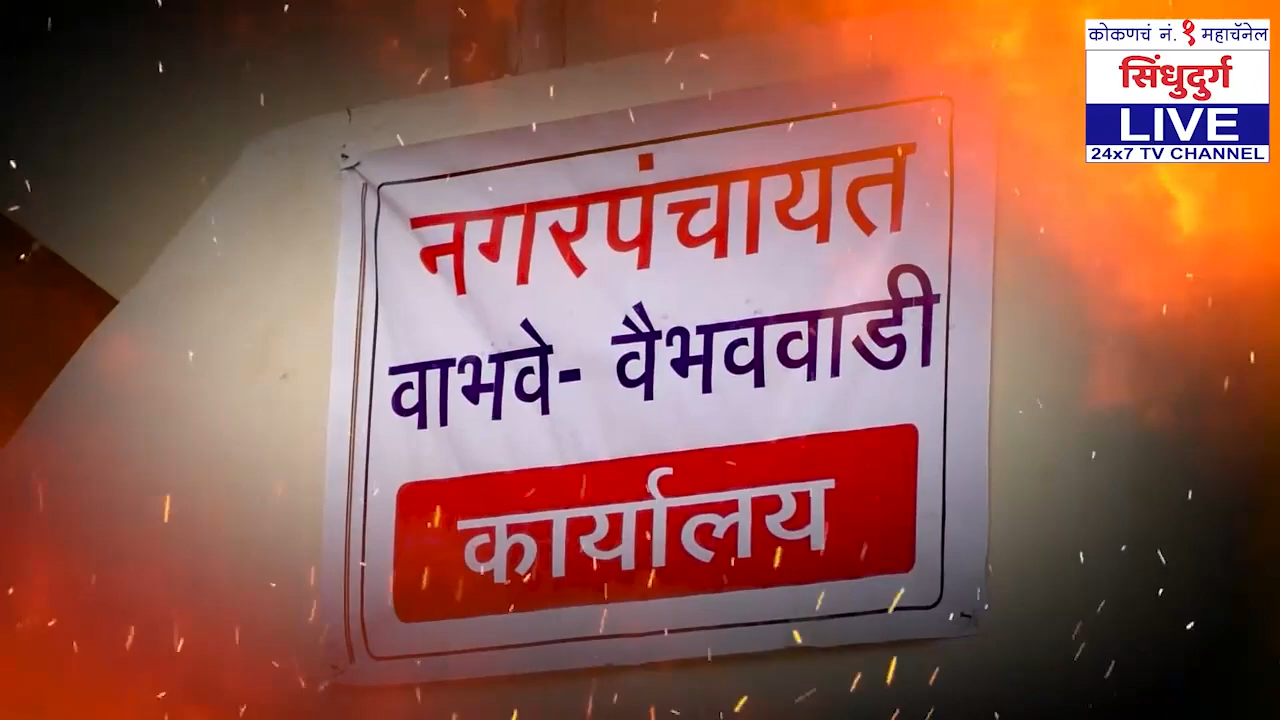 कोकणचं नं. १ महाचॅनेल
सिंधुदुर्ग
LIVE
24x7 TV CHANNEL
नगरपंचायत
वाभवे- वैभववाडी
कार्यालय